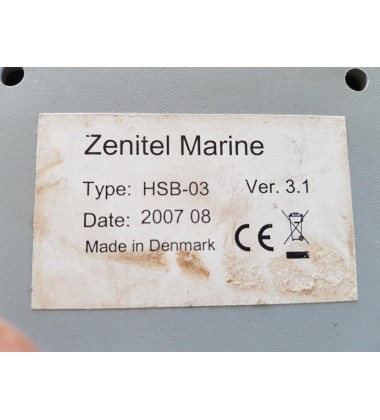 Zenitel Marine
Type: HSB-03 Ver. 3.1
Date: 2007 08
Made in Denmark CE